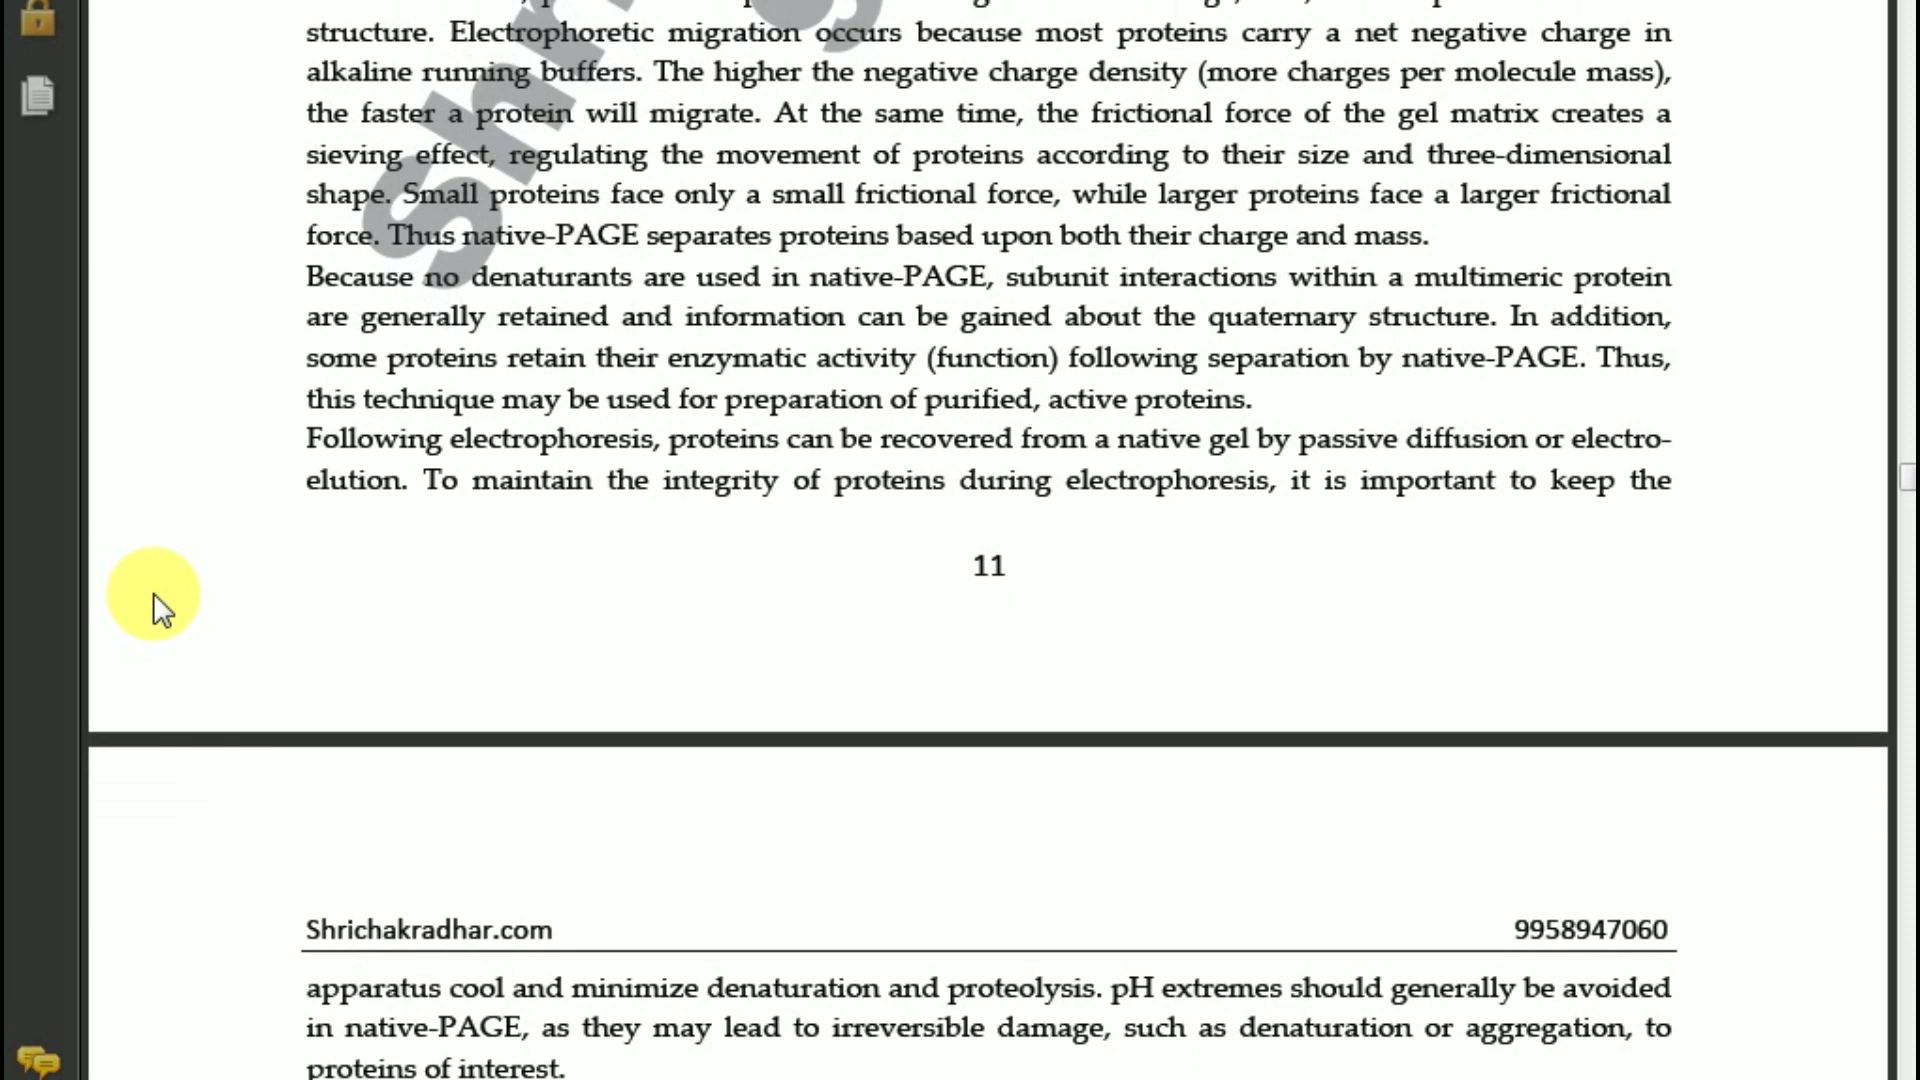 structure. Electrophoretic migration occurs because most proteins carry a net negative charge in
alkaline running buffers. The higher the negative charge density (more charges per molecule mass),
the faster a protein will migrate. At the same time, the frictional force of the gel matrix creates a
sieving effect, regulating the movement of proteins according to their size and three-dimensional
shape. Small proteins face only a small frictional force, while larger proteins face a larger frictional
force. Thus native-PAGE separates proteins based upon both their charge and mass.
Because no denaturants are used in native-PAGE, subunit interactions within a multimeric protein
are generally retained and information can be gained about the quaternary structure. In addition,
some proteins retain their enzymatic activity (function) following separation by native-PAGE. Thus,
this technique may be used for preparation of purified, active proteins.
Following electrophoresis, proteins can be recovered from a native gel by passive diffusion or electro-
elution. To maintain the integrity of proteins during electrophoresis, it is important to keep the
11
Shrichakradhar.com 9958947060
apparatus cool and minimize denaturation and proteolysis. pH extremes should generally be avoided
in native-PAGE, as they may lead to irreversible damage, such as denaturation or aggregation, to
proteins of interest.